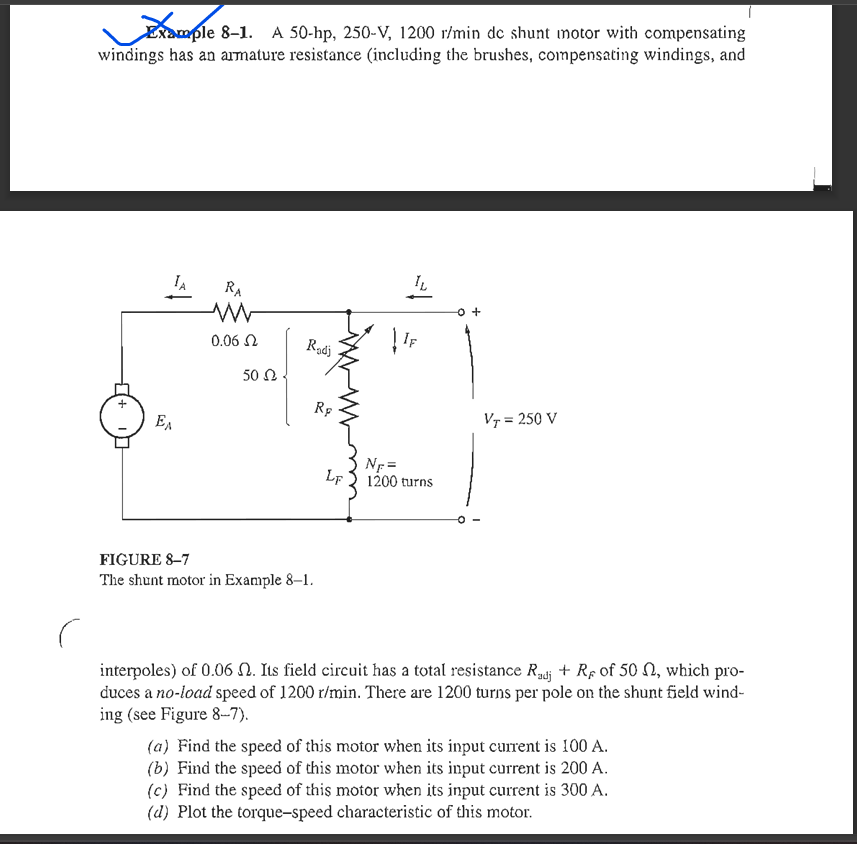 Example 8–1. A 50-hp, 250-V, 1200 r/min dc shunt motor with compensating
windings has an armature resistance (including the brushes, compensating windings, and
I_A
R_A
I_L
+
0.06 Ω
R_adj
I_F
50 Ω
+
–
E_A
R_F
V_T = 250 V
L_F
N_F =
1200 turns
–
FIGURE 8–7
The shunt motor in Example 8–1.
interpoles) of 0.06 Ω. Its field circuit has a total resistance R_adj + R_F of 50 Ω, which pro-
duces a no-load speed of 1200 r/min. There are 1200 turns per pole on the shunt field wind-
ing (see Figure 8–7).
(a) Find the speed of this motor when its input current is 100 A.
(b) Find the speed of this motor when its input current is 200 A.
(c) Find the speed of this motor when its input current is 300 A.
(d) Plot the torque–speed characteristic of this motor.